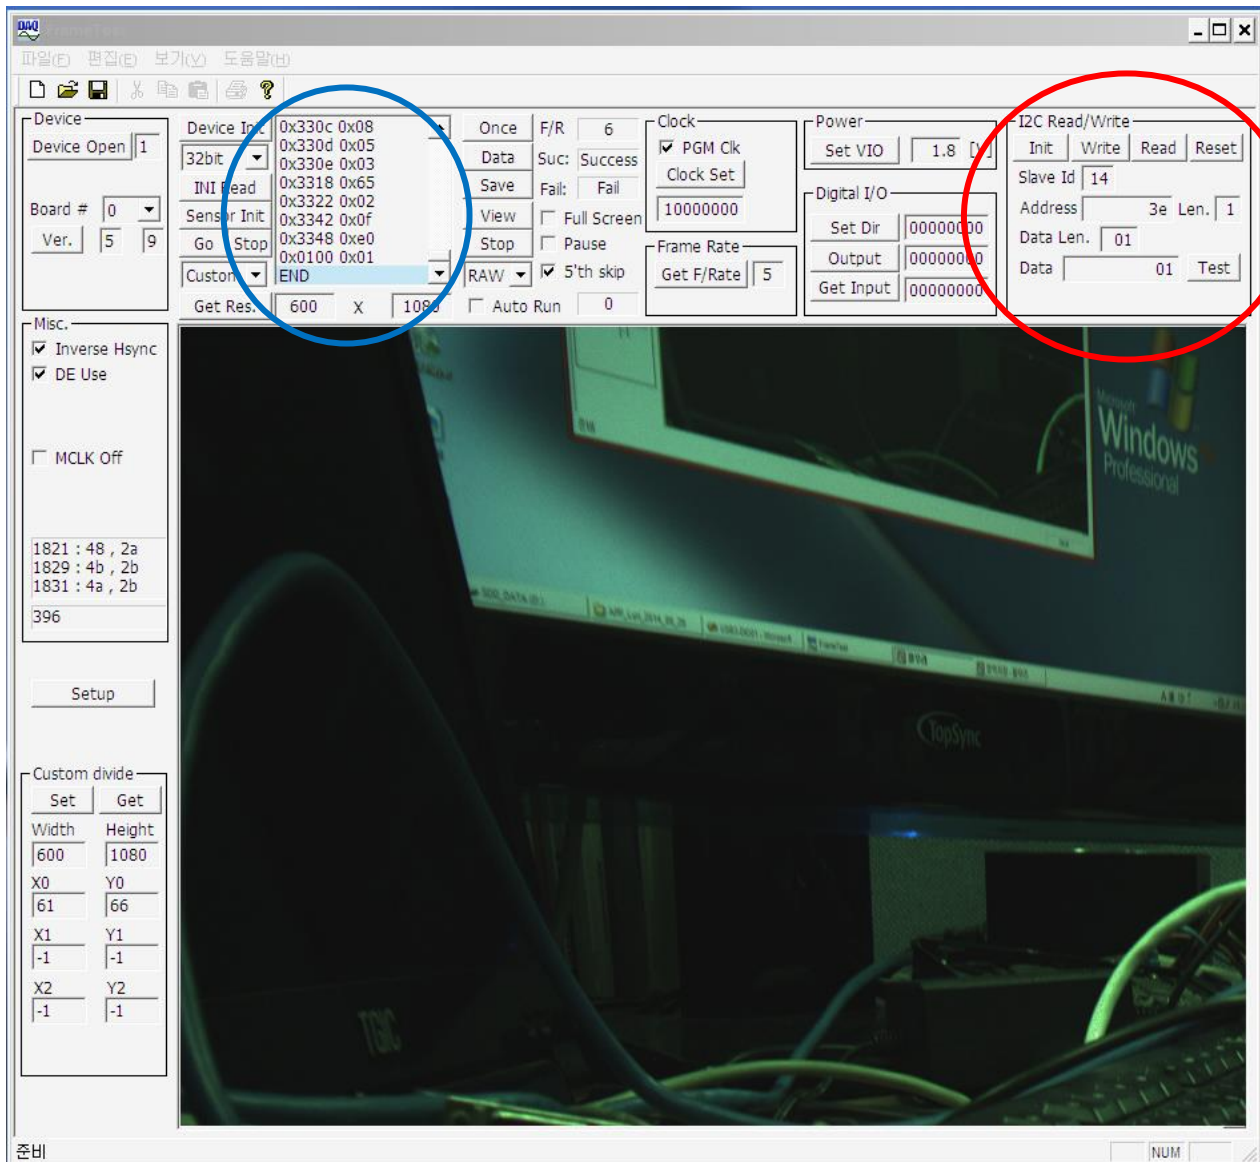 DAQ
FrameTest
파일(F) 편집(E) 보기(V) 도움말(H)
Device
Device Open 1
Board # 0
Ver. 5 9
Device Init
32bit
INI Read
Sensor Init
Go Stop
Custom
Get Res. 600 X 1080
0x330c 0x08
0x330d 0x05
0x330e 0x03
0x3318 0x65
0x3322 0x02
0x3342 0x0f
0x3348 0xe0
0x0100 0x01
END
Once F/R 6
Data Suc: Success
Save Fail: Fail
View Full Screen
Stop Pause
RAW 5'th skip
Auto Run 0
Clock
PGM Clk
Clock Set
10000000
Frame Rate
Get F/Rate 5
Power
Set VIO 1.8 [V]
Digital I/O
Set Dir 00000000
Output 00000000
Get Input 00000000
I2C Read/Write
Init Write Read Reset
Slave Id 14
Address 3e Len. 1
Data Len. 01
Data 01 Test
Misc.
Inverse Hsync
DE Use
MCLK Off
1821 : 48 , 2a
1829 : 4b , 2b
1831 : 4a , 2b
396
Setup
Custom divide
Set Get
Width Height
600 1080
X0 Y0
61 66
X1 Y1
-1 -1
X2 Y2
-1 -1
Microsoft
Windows
Professional
TopSync
TGIC
준비
NUM